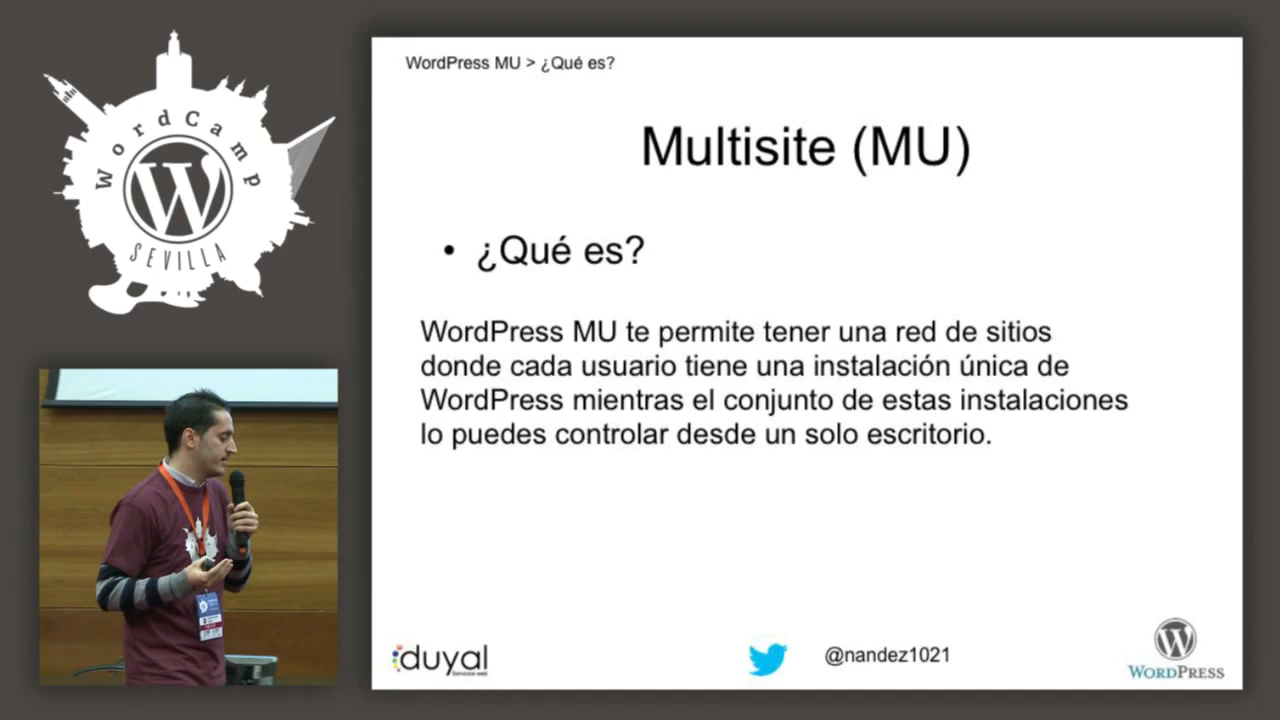 WordCamp
SEVILLA
WordPress MU > ¿Qué es?
Multisite (MU)
• ¿Qué es?
WordPress MU te permite tener una red de sitios
donde cada usuario tiene una instalación única de
WordPress mientras el conjunto de estas instalaciones
lo puedes controlar desde un solo escritorio.
duyal
Servicios web
@nandez1021
WORDPRESS